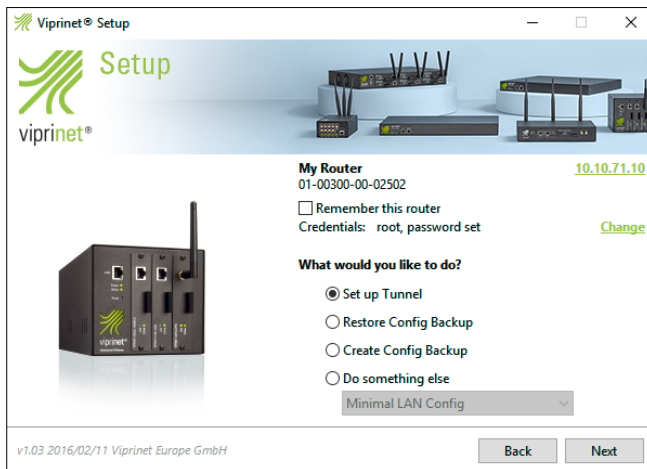 Viprinet® Setup
Setup
viprinet®
My Router
10.10.71.10
01-00300-00-02502
Remember this router
Credentials: root, password set
Change
What would you like to do?
Set up Tunnel
Restore Config Backup
Create Config Backup
Do something else
Minimal LAN Config
viprinet®
v1.03 2016/02/11 Viprinet Europe GmbH
Back
Next